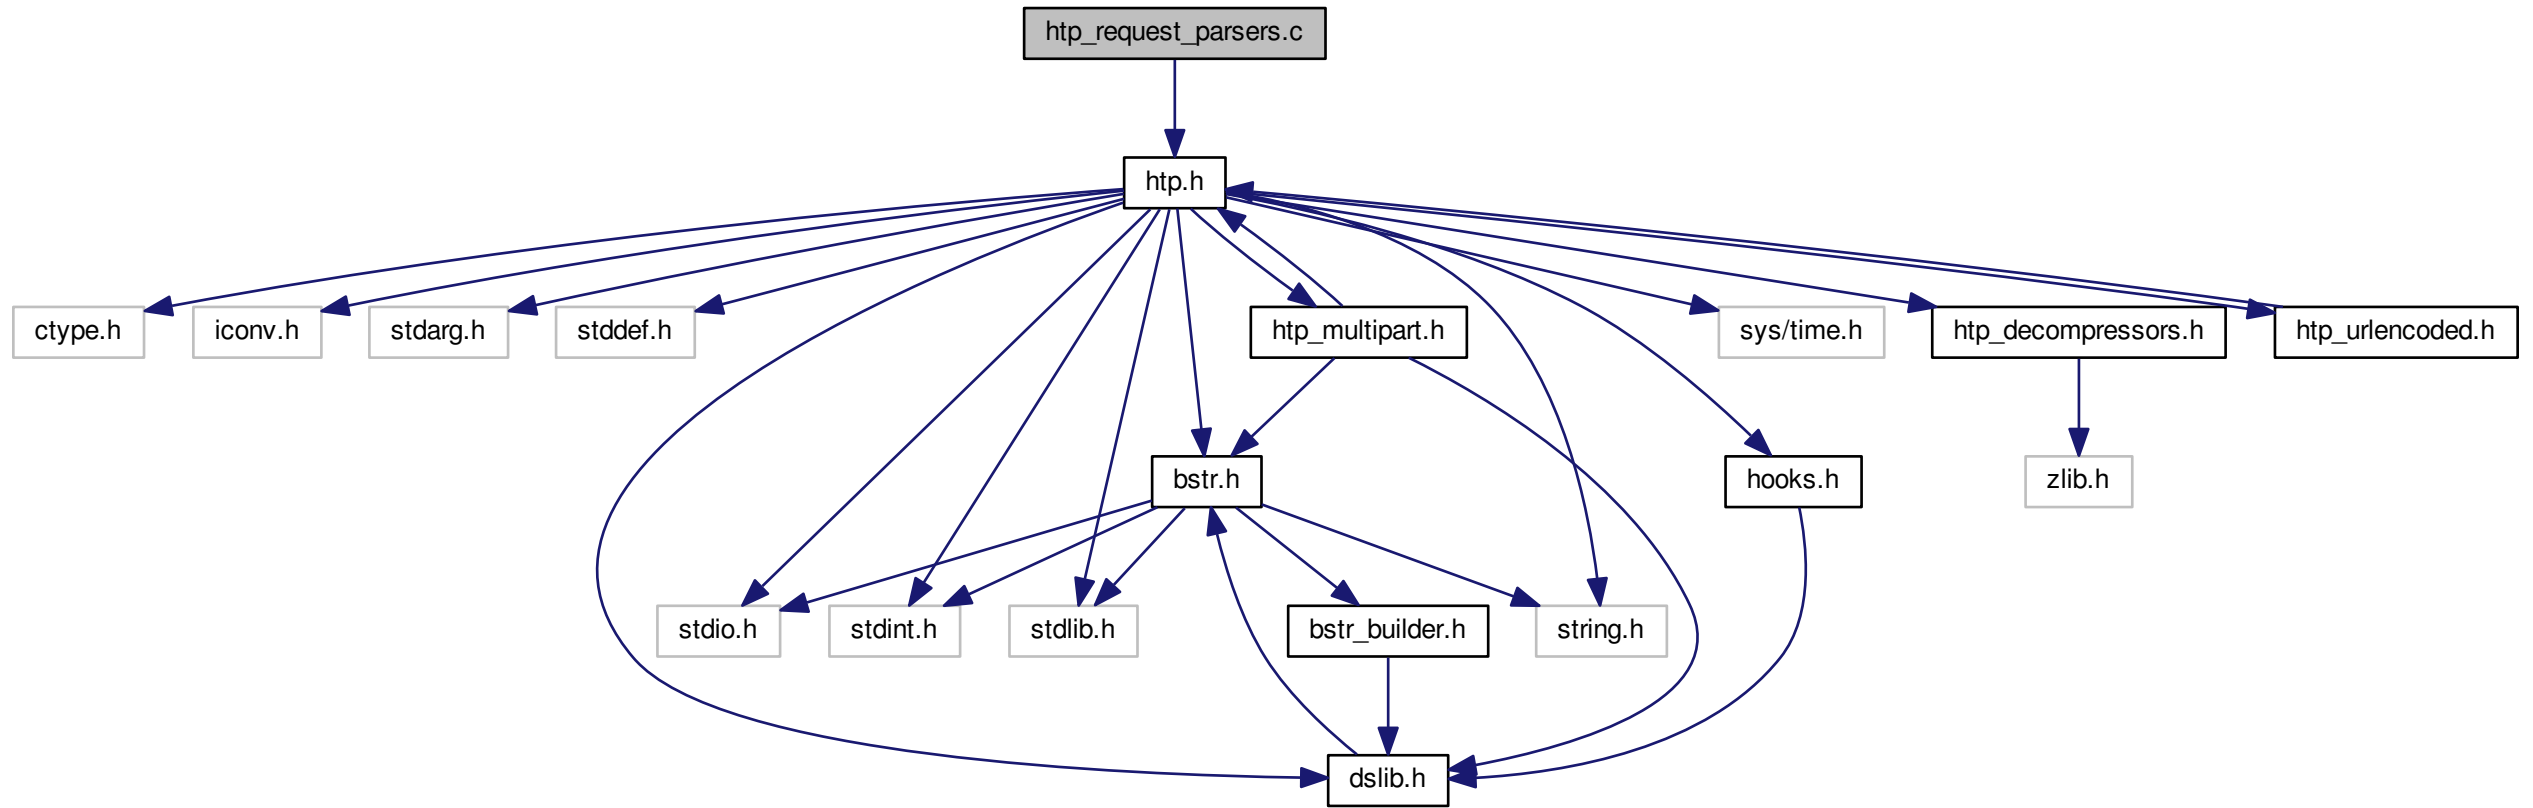 htp_request_parsers.c
htp.h
ctype.h
iconv.h
stdarg.h
stddef.h
htp_multipart.h
sys/time.h
htp_decompressors.h
htp_urlencoded.h
bstr.h
hooks.h
zlib.h
stdio.h
stdint.h
stdlib.h
bstr_builder.h
string.h
dslib.h